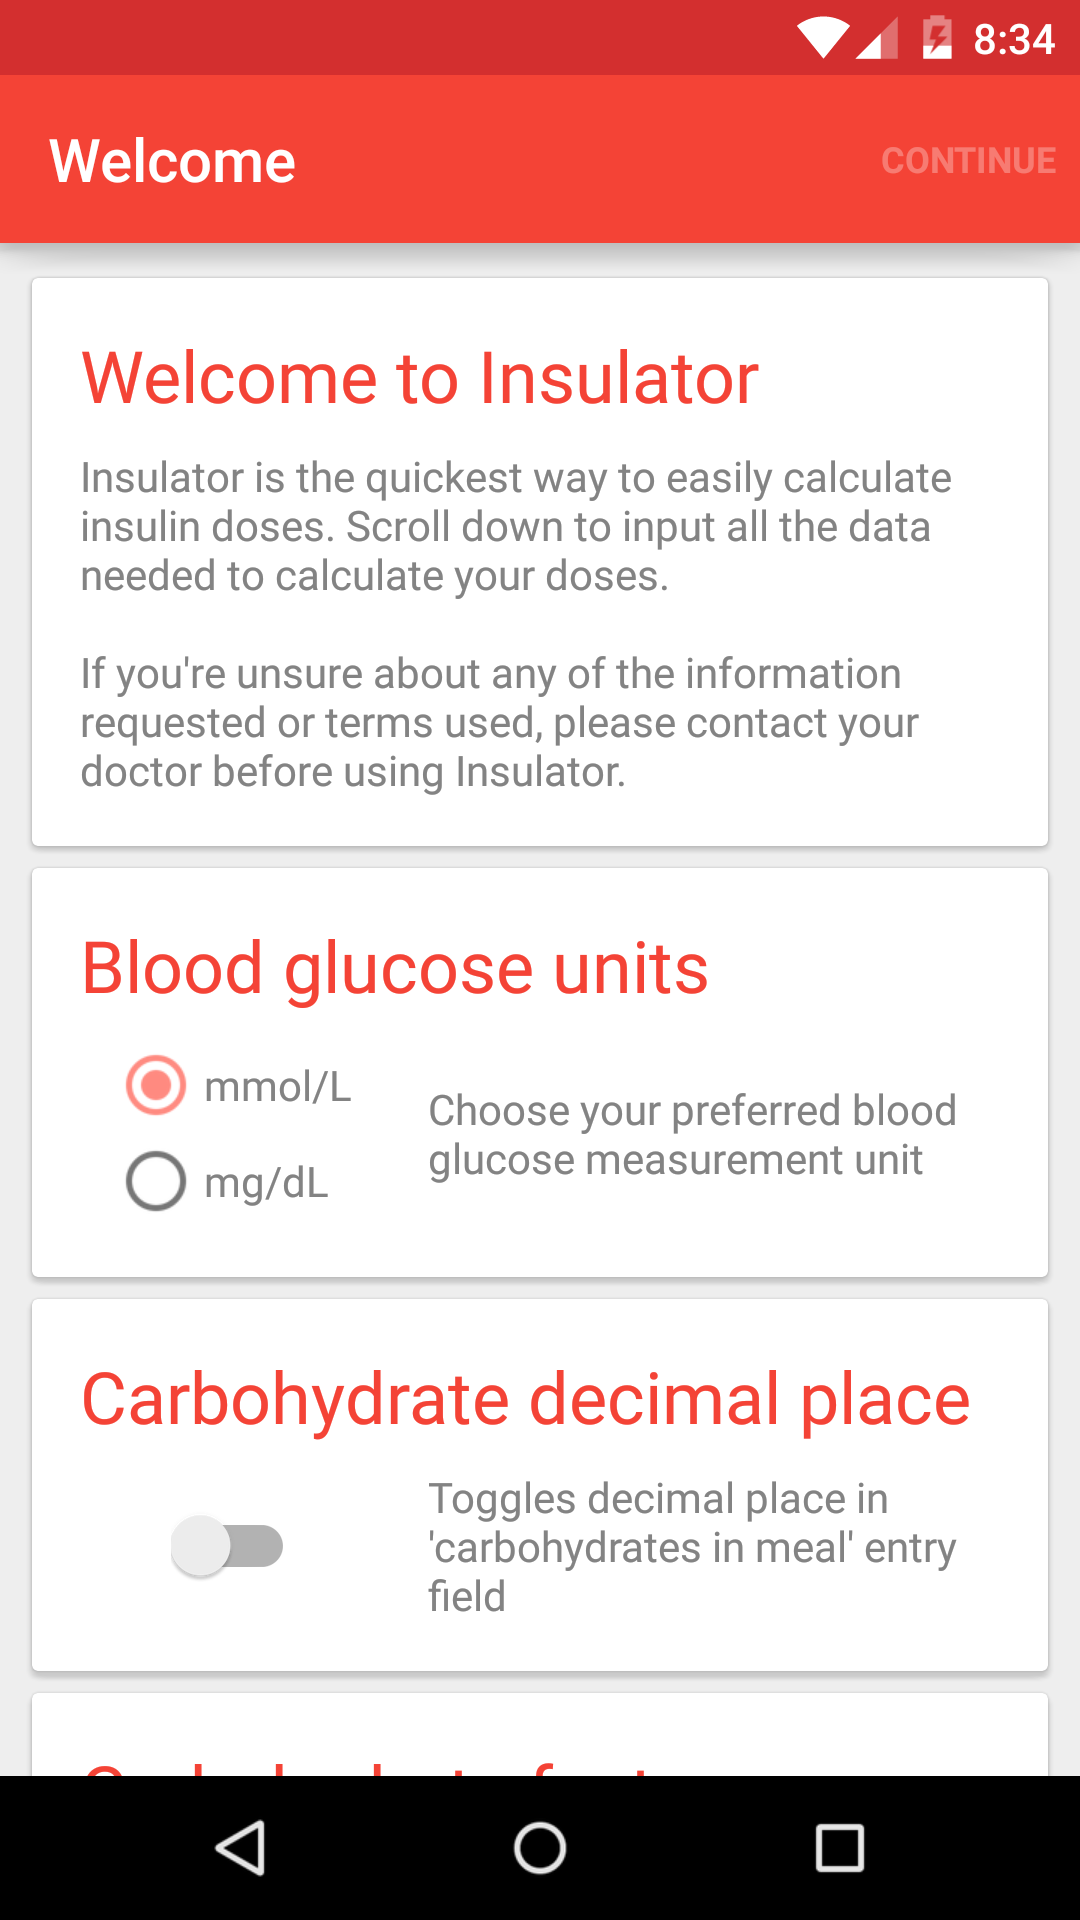 8:34
Welcome
CONTINUE
Welcome to Insulator
Insulator is the quickest way to easily calculate
insulin doses. Scroll down to input all the data
needed to calculate your doses.
If you're unsure about any of the information
requested or terms used, please contact your
doctor before using Insulator.
Blood glucose units
mmol/L
mg/dL
Choose your preferred blood
glucose measurement unit
Carbohydrate decimal place
Toggles decimal place in
'carbohydrates in meal' entry
field